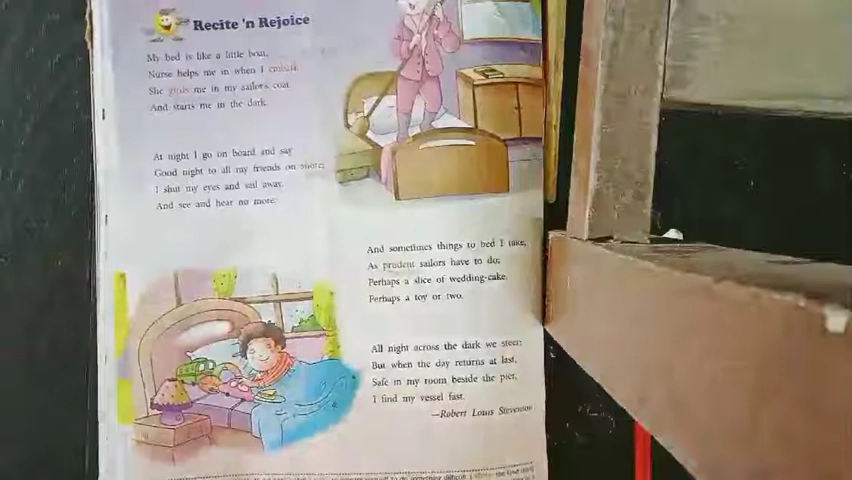 Recite 'n Rejoice
My bed is like a little boat,
Nurse helps me in when I embark
She girds me in my sailor's coat
And starts me in the dark.
At night I go on board and say
Good night to all my friends on shore;
I shut my eyes and sail away.
And see and hear no more.
And sometimes things to bed I take,
As prudent sailors have to do;
Perhaps a slice of wedding-cake,
Perhaps a toy or two.
All night across the dark we steer;
But when the day returns at last,
Safe in my room beside the pier,
I find my vessel fast.
—Robert Louis Stevenson